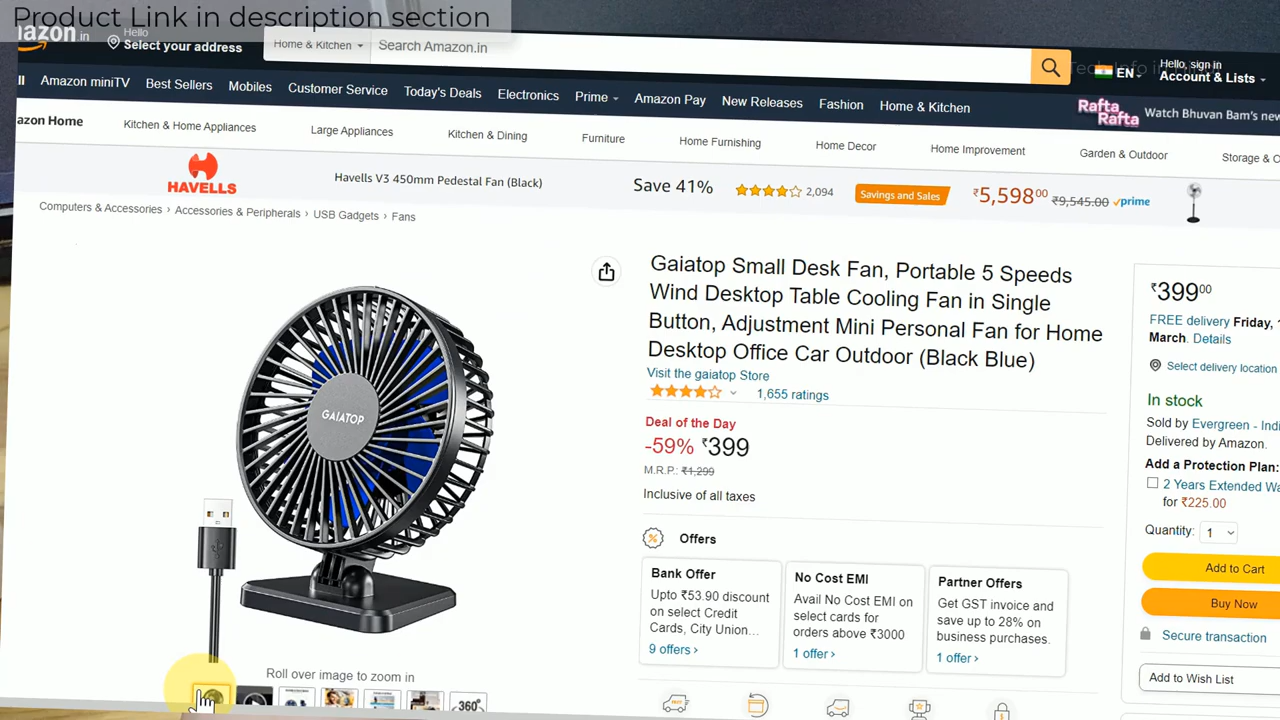 Product Link in description section
amazon.in
Hello
Select your address
Home & Kitchen
Search Amazon.in
EN
Hello, sign in
Account & Lists
Amazon miniTV
Best Sellers
Mobiles
Customer Service
Today's Deals
Electronics
Prime
Amazon Pay
New Releases
Fashion
Home & Kitchen
Rafta Rafta
Watch Bhuvan Bam's new
azon Home
Kitchen & Home Appliances
Large Appliances
Kitchen & Dining
Furniture
Home Furnishing
Home Decor
Home Improvement
Garden & Outdoor
Storage & O
HAVELLS
Havells V3 450mm Pedestal Fan (Black)
Save 41%
2,094
Savings and Sales
₹5,598.00
₹9,545.00
prime
Computers & Accessories › Accessories & Peripherals › USB Gadgets › Fans
GAIATOP
Roll over image to zoom in
360°
Gaiatop Small Desk Fan, Portable 5 Speeds
Wind Desktop Table Cooling Fan in Single
Button, Adjustment Mini Personal Fan for Home
Desktop Office Car Outdoor (Black Blue)
Visit the gaiatop Store
1,655 ratings
Deal of the Day
-59% ₹399
M.R.P.: ₹1,299
Inclusive of all taxes
Offers
Bank Offer
Upto ₹53.90 discount
on select Credit
Cards, City Union...
9 offers ›
No Cost EMI
Avail No Cost EMI on
select cards for
orders above ₹3000
1 offer ›
Partner Offers
Get GST invoice and
save up to 28% on
business purchases.
1 offer ›
₹399.00
FREE delivery Friday, 1
March. Details
Select delivery location
In stock
Sold by Evergreen - Indi
Delivered by Amazon.
Add a Protection Plan:
2 Years Extended Wa
for ₹225.00
Quantity: 1
Add to Cart
Buy Now
Secure transaction
Add to Wish List